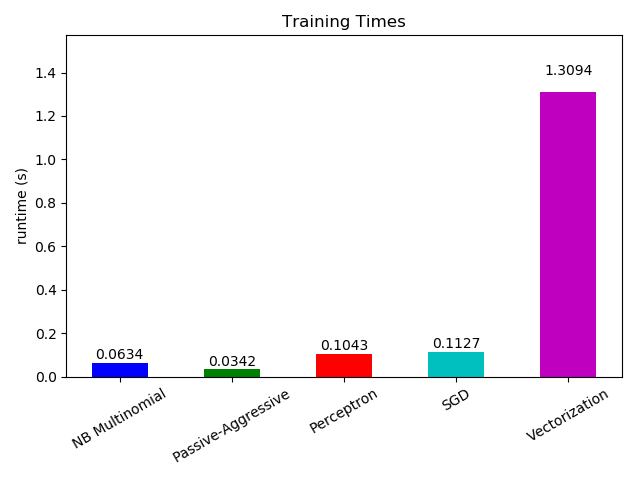 Training Times
runtime (s)
1.4
1.2
1.0
0.8
0.6
0.4
0.2
0.0
0.0634
0.0342
0.1043
0.1127
1.3094
NB Multinomial
Passive-Aggressive
Perceptron
SGD
Vectorization